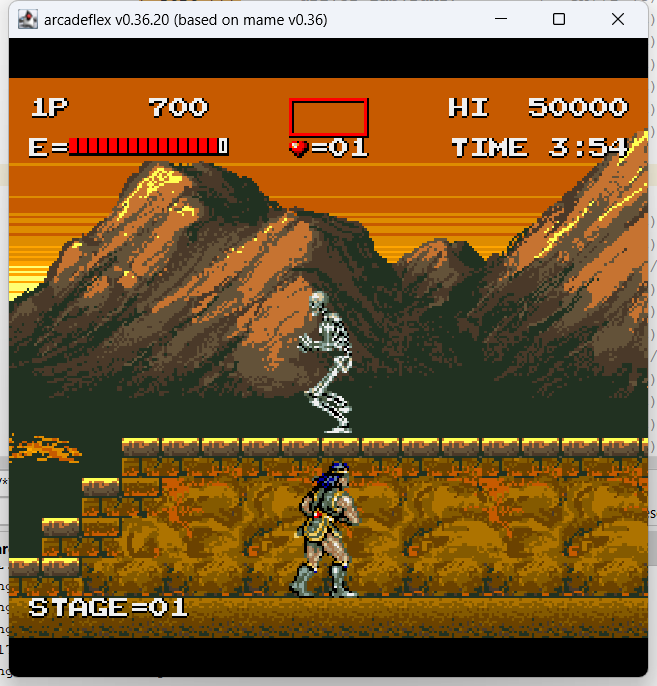 arcadeflex v0.36.20 (based on mame v0.36)
1P 700 HI 50000
E= =01 TIME 3:54
STAGE=01